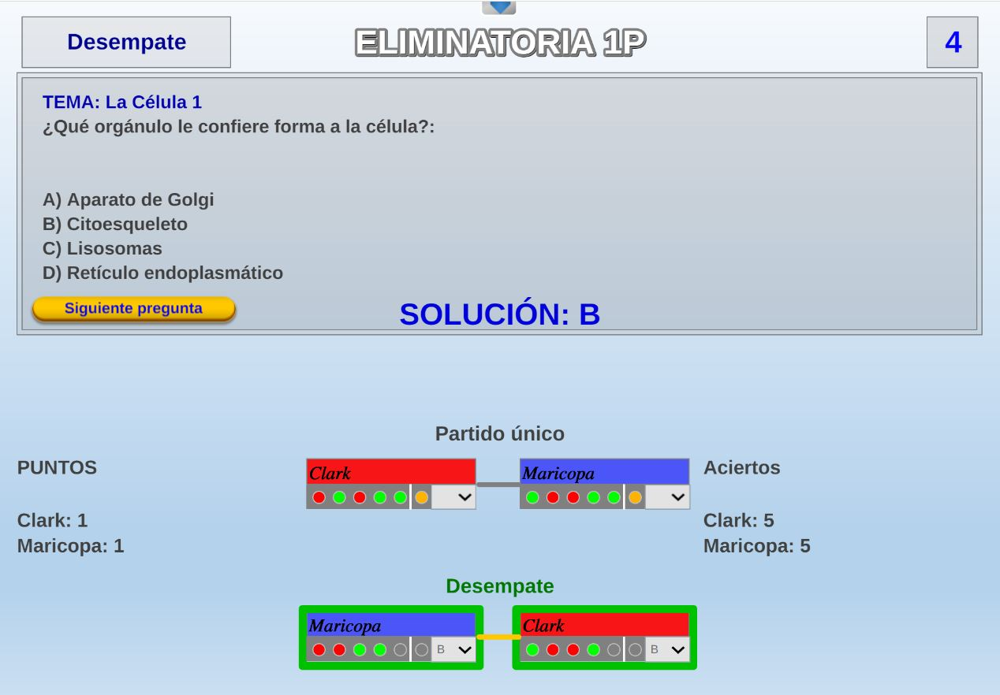 Desempate
ELIMINATORIA 1P
4
TEMA: La Célula 1
¿Qué orgánulo le confiere forma a la célula?:
A) Aparato de Golgi
B) Citoesqueleto
C) Lisosomas
D) Retículo endoplasmático
Siguiente pregunta
SOLUCIÓN: B
Partido único
PUNTOS
Clark: 1
Maricopa: 1
Clark
Maricopa
Aciertos
Clark: 5
Maricopa: 5
Desempate
Maricopa
B
Clark
B